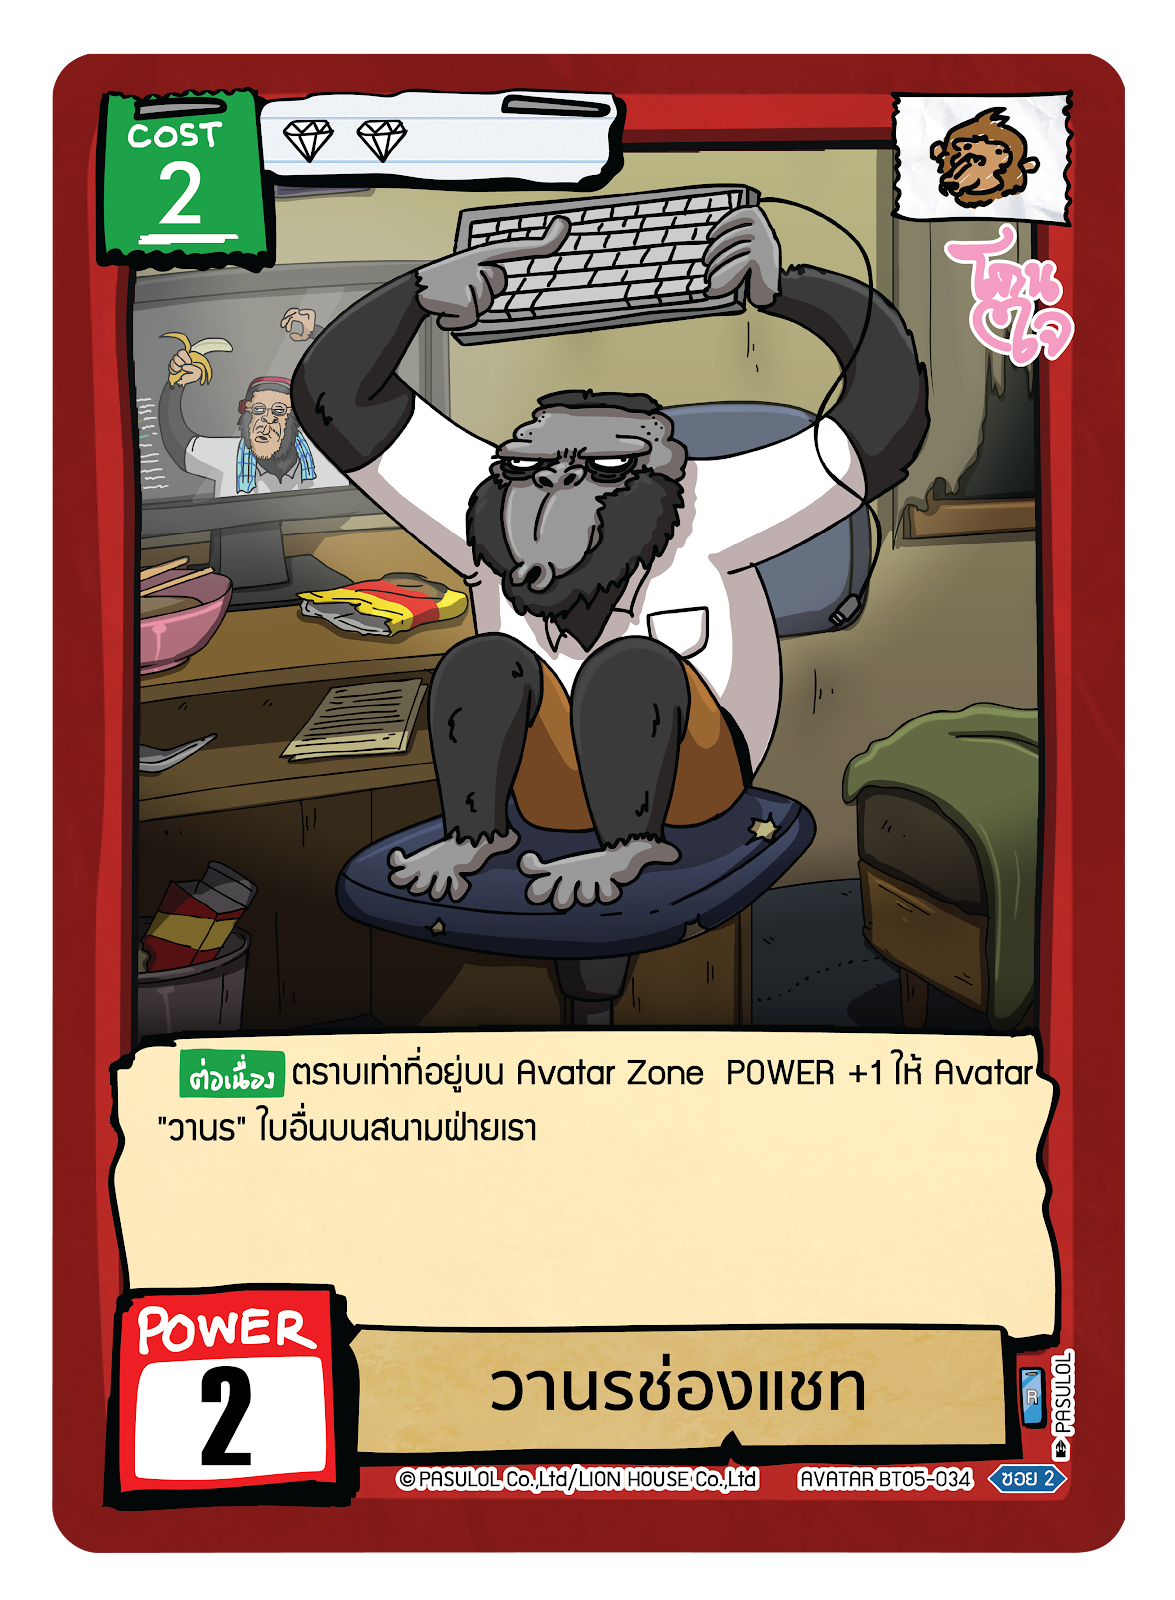 COST
2
โดน
ใจ
ต่อเนื่อง ตราบเท่าที่อยู่บน Avatar Zone POWER +1 ให้ Avatar
"วานร" ใบอื่นบนสนามฝ่ายเรา
POWER
2
วานรช่องแชท
R
PASULOL
© PASULOL Co.,Ltd/LION HOUSE Co.,Ltd AVATAR BT05-034 ซอย 2